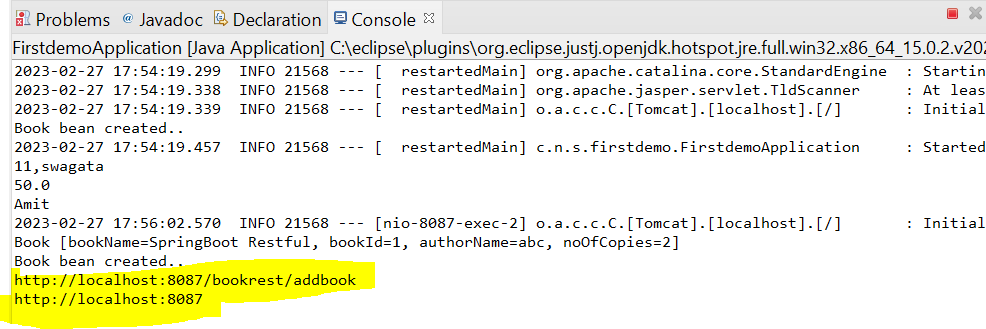 Problems @ Javadoc Declaration Console
FirstdemoApplication [Java Application] C:\eclipse\plugins\org.eclipse.justj.openjdk.hotspot.jre.full.win32.x86_64_15.0.2.v202
2023-02-27 17:54:19.299  INFO 21568 --- [  restartedMain] org.apache.catalina.core.StandardEngine  : Startin
2023-02-27 17:54:19.338  INFO 21568 --- [  restartedMain] org.apache.jasper.servlet.TldScanner     : At leas
2023-02-27 17:54:19.339  INFO 21568 --- [  restartedMain] o.a.c.c.C.[Tomcat].[localhost].[/]       : Initial
Book bean created..
2023-02-27 17:54:19.457  INFO 21568 --- [  restartedMain] c.n.s.firstdemo.FirstdemoApplication     : Started
11,swagata
50.0
Amit
2023-02-27 17:56:02.570  INFO 21568 --- [nio-8087-exec-2] o.a.c.c.C.[Tomcat].[localhost].[/]       : Initial
Book [bookName=SpringBoot Restful, bookId=1, authorName=abc, noOfCopies=2]
Book bean created..
http://localhost:8087/bookrest/addbook
http://localhost:8087